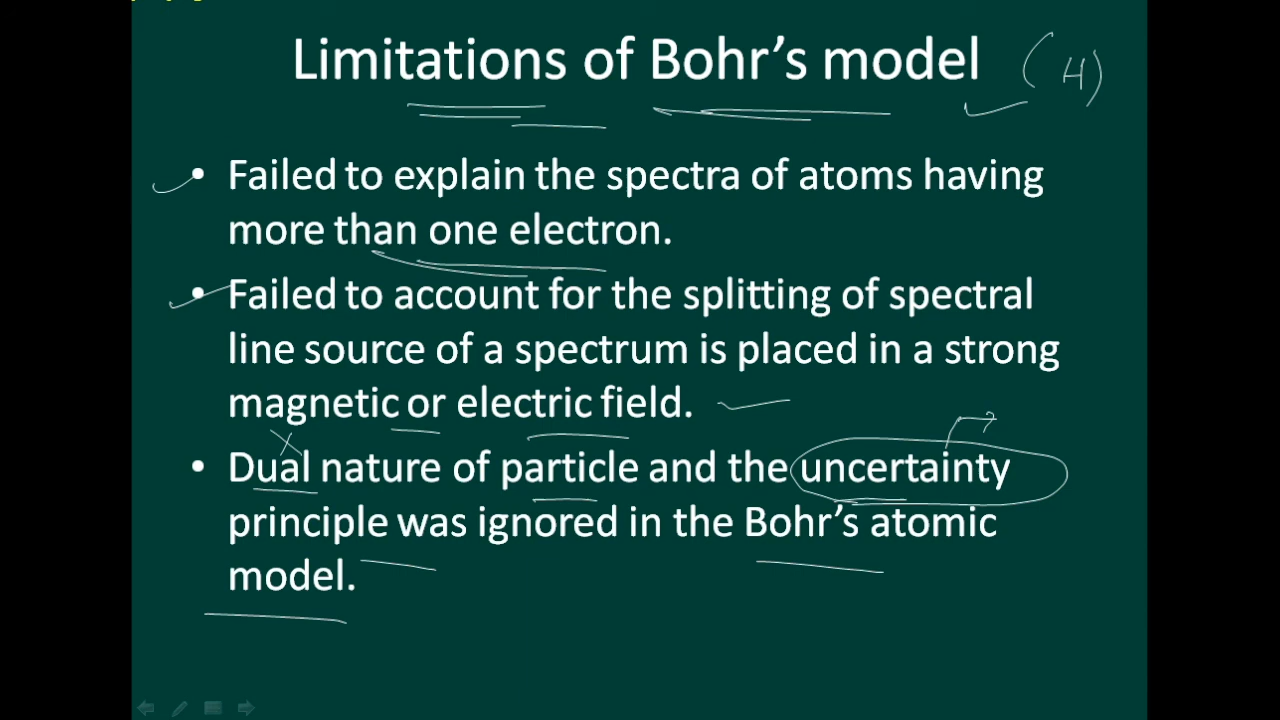 Limitations of Bohr's model (H)
• Failed to explain the spectra of atoms having
more than one electron.
• Failed to account for the splitting of spectral
line source of a spectrum is placed in a strong
magnetic or electric field.
• Dual nature of particle and the uncertainty
principle was ignored in the Bohr's atomic
model.